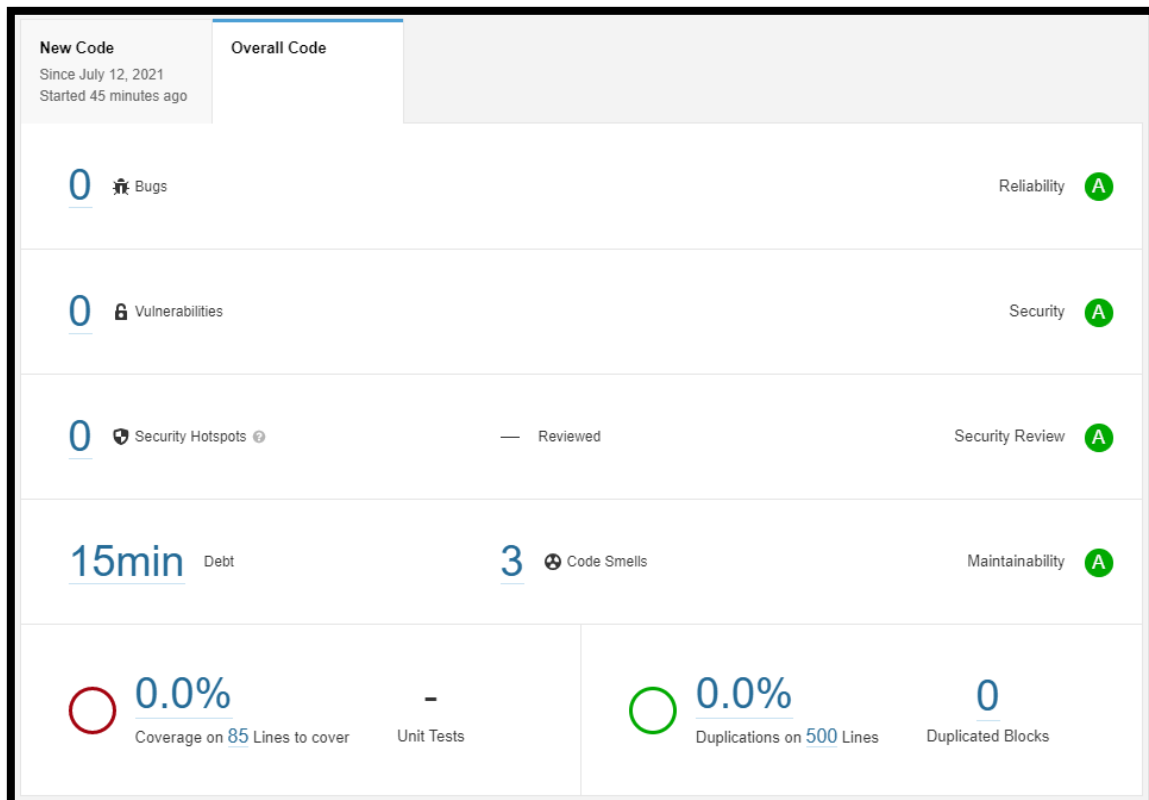 New Code
Since July 12, 2021
Started 45 minutes ago
Overall Code
0 Bugs
Reliability A
0 Vulnerabilities
Security A
0 Security Hotspots ?
— Reviewed
Security Review A
15min Debt
3 Code Smells
Maintainability A
0.0%
Coverage on 85 Lines to cover
-
Unit Tests
0.0%
Duplications on 500 Lines
0
Duplicated Blocks